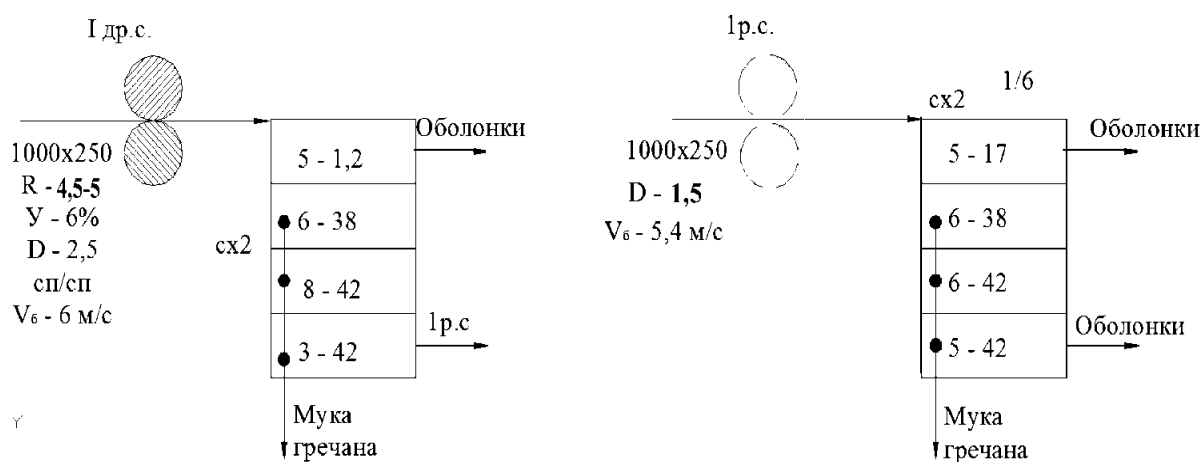 І др.с.
1000х250
R - 4,5-5
У - 6%
D - 2,5
сп/сп
Vб - 6 м/с
сх2
5 - 1,2
6 - 38
8 - 42
3 - 42
Оболонки
1р.с
Мука
гречана
1р.с.
1000х250
D - 1,5
Vб - 5,4 м/с
сх2
1/6
5 - 17
6 - 38
6 - 42
5 - 42
Оболонки
Оболонки
Мука
гречана
Y